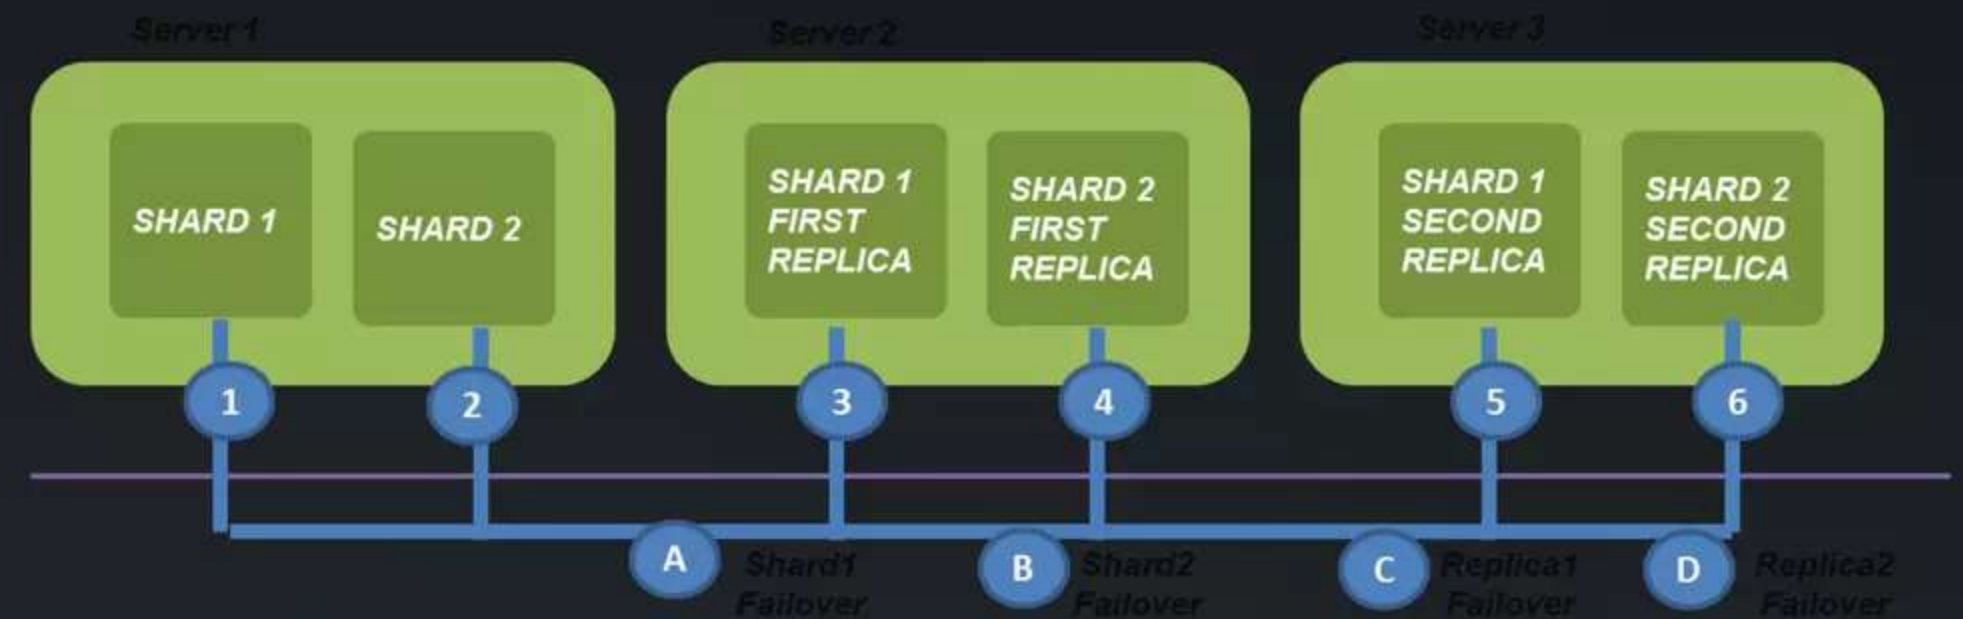 Server 1
Server 2
Server 3
SHARD 1
SHARD 2
SHARD 1
FIRST
REPLICA
SHARD 2
FIRST
REPLICA
SHARD 1
SECOND
REPLICA
SHARD 2
SECOND
REPLICA
1
2
3
4
5
6
A
Shard1
Failover
B
Shard2
Failover
C
Replica1
Failover
D
Replica2
Failover